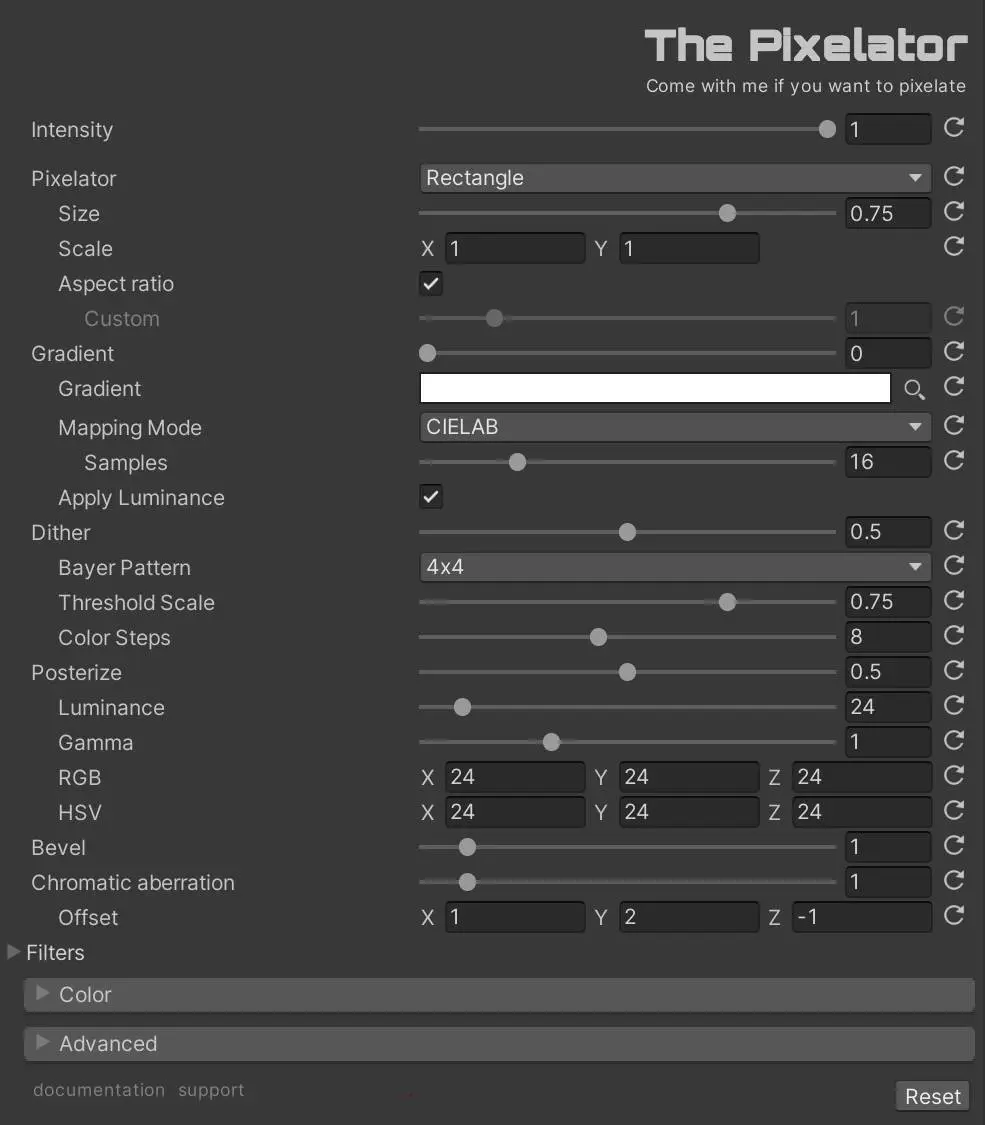 The Pixelator
Come with me if you want to pixelate
Intensity 1
Pixelator Rectangle
Size 0.75
Scale X 1 Y 1
Aspect ratio
Custom 1
Gradient 0
Gradient
Mapping Mode CIELAB
Samples 16
Apply Luminance
Dither 0.5
Bayer Pattern 4x4
Threshold Scale 0.75
Color Steps 8
Posterize 0.5
Luminance 24
Gamma 1
RGB X 24 Y 24 Z 24
HSV X 24 Y 24 Z 24
Bevel 1
Chromatic aberration 1
Offset X 1 Y 2 Z -1
Filters
Color
Advanced
documentation support
Reset